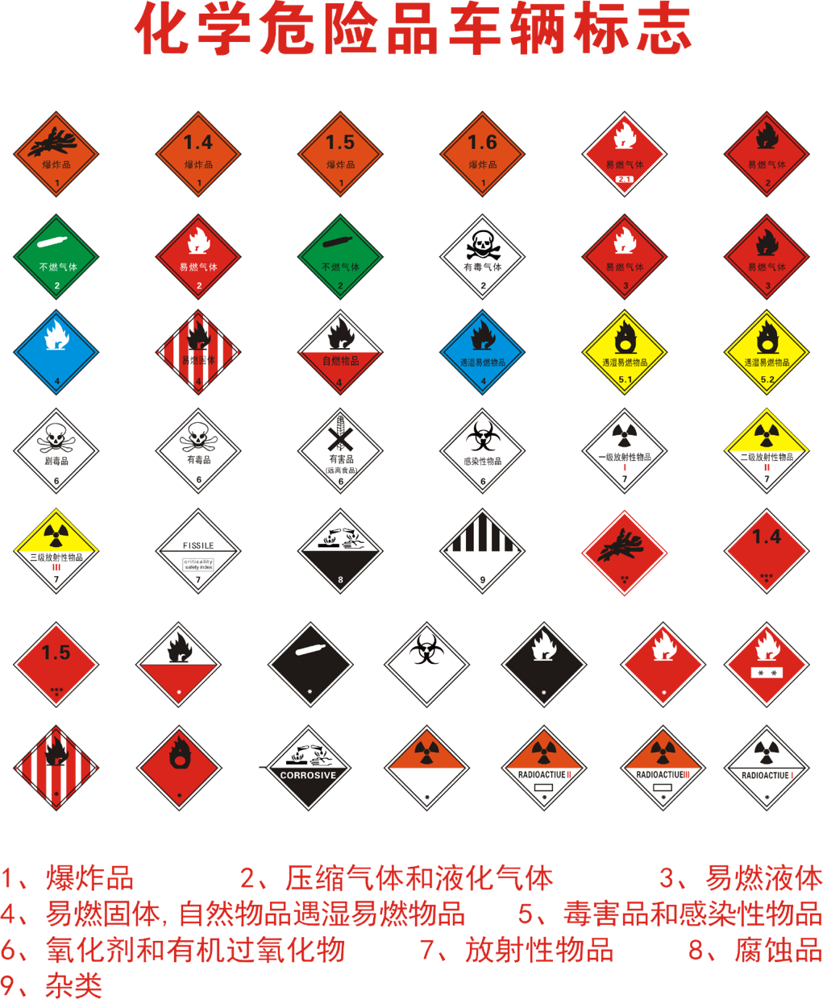 化学危险品车辆标志
爆炸品
1
1.4
爆炸品
1
1.5
爆炸品
1
1.6
爆炸品
1
易燃气体
2.1
易燃气体
2
不燃气体
2
易燃气体
2
不燃气体
2
有毒气体
2
易燃气体
3
易燃气体
3
4
易燃固体
4
自燃物品
4
遇湿易燃物品
4
遇湿易燃物品
5.1
遇湿易燃物品
5.2
剧毒品
6
有毒品
6
有害品
(远离食品)
6
感染性物品
6
一级放射性物品
I
7
二级放射性物品
II
7
三级放射性物品
III
7
FISSILE
criticality
safety index
7
8
9
**
*
1.4
***
*
1.5
***
*
*
*
*
*
* *
*
*
CORROSIVE
*
RADIOACTIUE II
*
RADIOACTIUE III
*
RADIOACTIUE I
*
1、爆炸品 2、压缩气体和液化气体 3、易燃液体
4、易燃固体,自然物品遇湿易燃物品 5、毒害品和感染性物品
6、氧化剂和有机过氧化物 7、放射性物品 8、腐蚀品
9、杂类